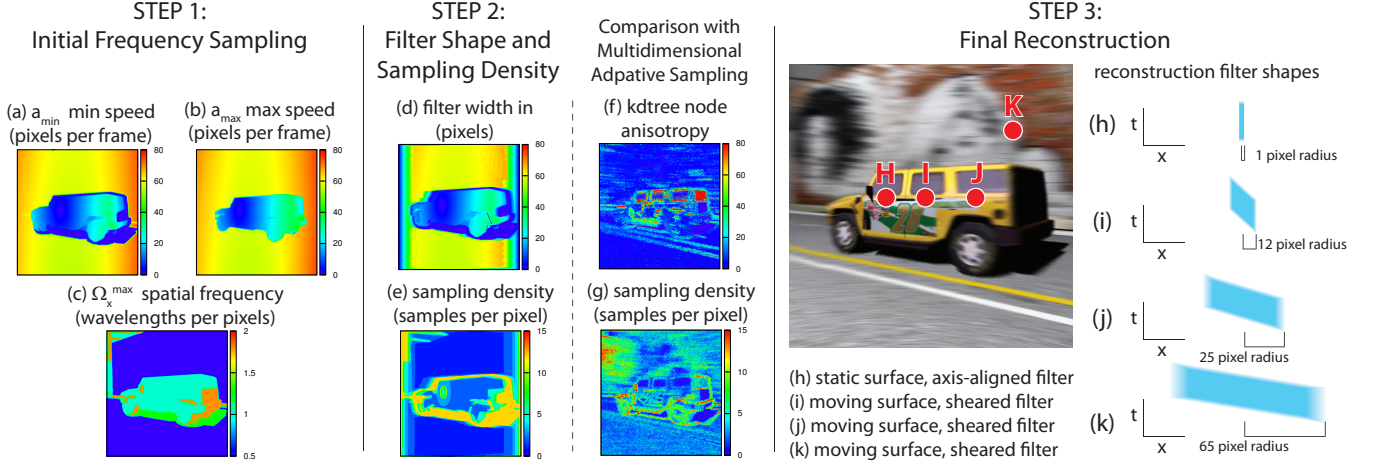 STEP 1:
Initial Frequency Sampling
(a) amin min speed
(pixels per frame)
80
60
40
20
0
(b) amax max speed
(pixels per frame)
80
60
40
20
0
(c) Ωx max spatial frequency
(wavelengths per pixels)
2
1.5
1
0.5
STEP 2:
Filter Shape and
Sampling Density
(d) filter width in
(pixels)
80
60
40
20
0
(e) sampling density
(samples per pixel)
15
10
5
0
Comparison with
Multidimensional
Adpative Sampling
(f) kdtree node
anisotropy
80
60
40
20
0
(g) sampling density
(samples per pixel)
15
10
5
0
STEP 3:
Final Reconstruction
K
H I J
26
(h) static surface, axis-aligned filter
(i) moving surface, sheared filter
(j) moving surface, sheared filter
(k) moving surface, sheared filter
reconstruction filter shapes
(h) t
x
1 pixel radius
(i) t
x
12 pixel radius
(j) t
x
25 pixel radius
(k) t
x
65 pixel radius